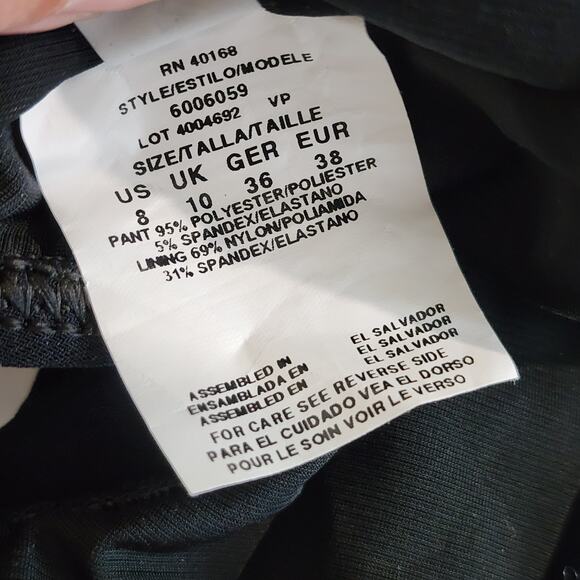 RN 40168
STYLE/ESTILO/MODELE
6006059
LOT 4004692 VP
SIZE/TALLA/TAILLE
US UK GER EUR
8 10 36 38
PANT 95% POLYESTER/POLIESTER
5% SPANDEX/ELASTANO
LINING 69% NYLON/POLIAMIDA
31% SPANDEX/ELASTANO
ASSEMBLED IN EL SALVADOR
ENSAMBLADA EN EL SALVADOR
ASSEMBLED EN EL SALVADOR
FOR CARE SEE REVERSE SIDE
PARA EL CUIDADO VEA EL DORSO
POUR LE SOIN VOIR LE VERSO